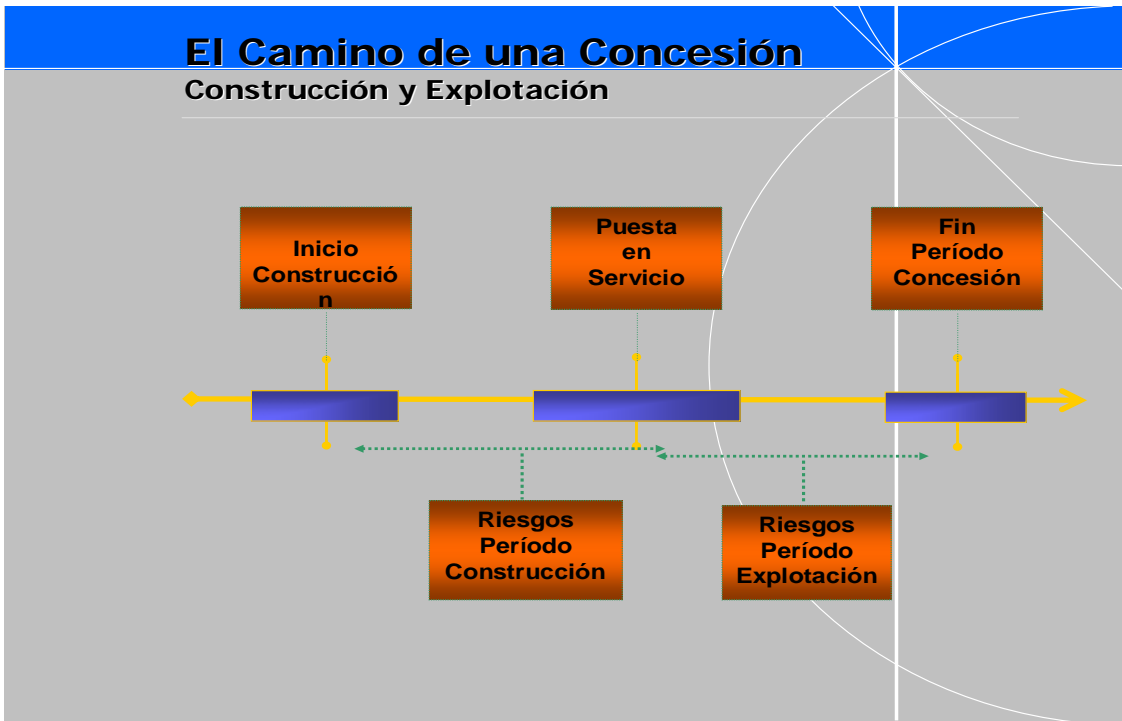 El Camino de una Concesión
Construcción y Explotación
Inicio
Construcció
n
Puesta
en
Servicio
Fin
Período
Concesión
Riesgos
Período
Construcción
Riesgos
Período
Explotación